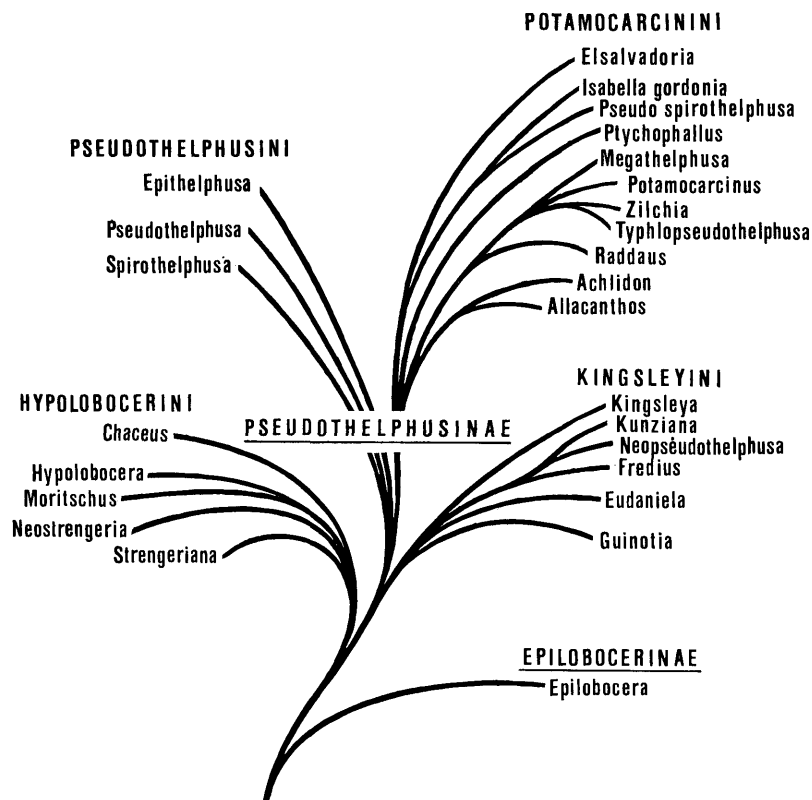 POTAMOCARCININI
Elsalvadoria
Isabella gordonia
Pseudo spirothelphusa
Ptychophallus
Megathelphusa
Potamocarcinus
Zilchia
Typhlopseudothelphusa
Raddaus
Achlidon
Allacanthos
PSEUDOTHELPHUSINI
Epithelphusa
Pseudothelphusa
Spirothelphusa
HYPOLOBOCERINI
Chaceus
Hypolobocera
Moritschus
Neostrengeria
Strengeriana
PSEUDOTHELPHUSINAE
KINGSLEYINI
Kingsleya
Kunziana
Neopseudothelphusa
Fredius
Eudaniela
Guinotia
EPILOBOCERINAE
Epilobocera